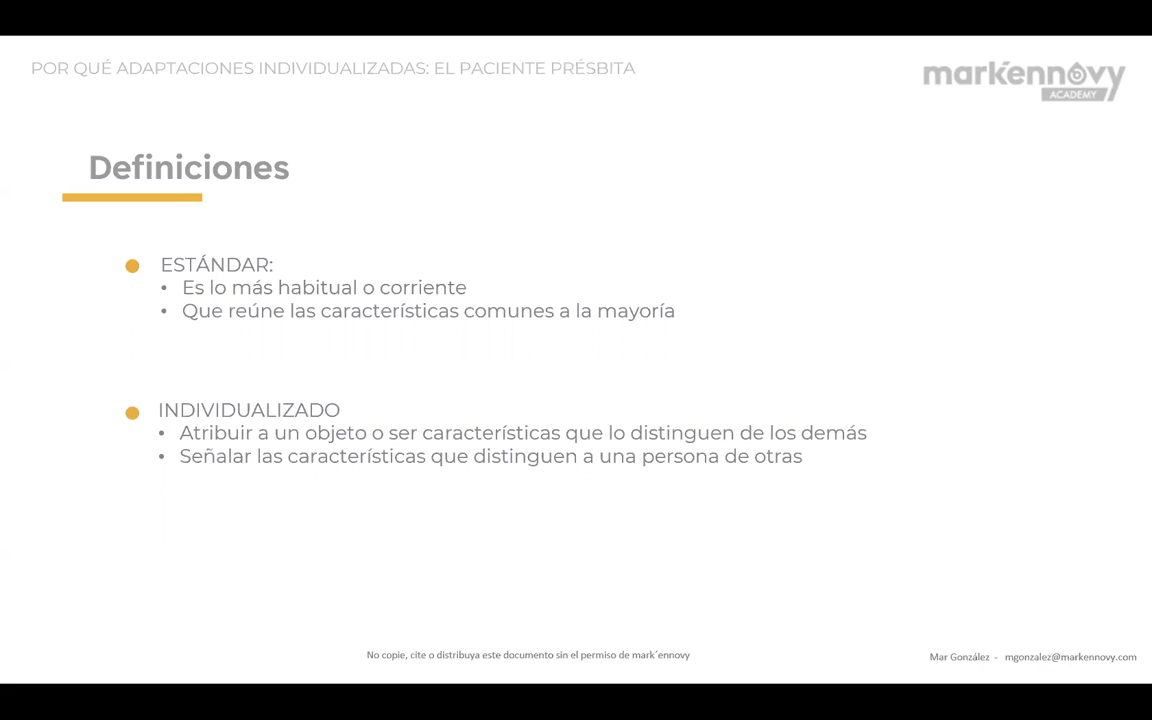 POR QUÉ ADAPTACIONES INDIVIDUALIZADAS: EL PACIENTE PRÉSBITA
mark'ennovy
ACADEMY
Definiciones
ESTÁNDAR:
• Es lo más habitual o corriente
• Que reúne las características comunes a la mayoría
INDIVIDUALIZADO
• Atribuir a un objeto o ser características que lo distinguen de los demás
• Señalar las características que distinguen a una persona de otras
No copie, cite o distribuya este documento sin el permiso de mark´ennovy
Mar González - mgonzalez@markennovy.com